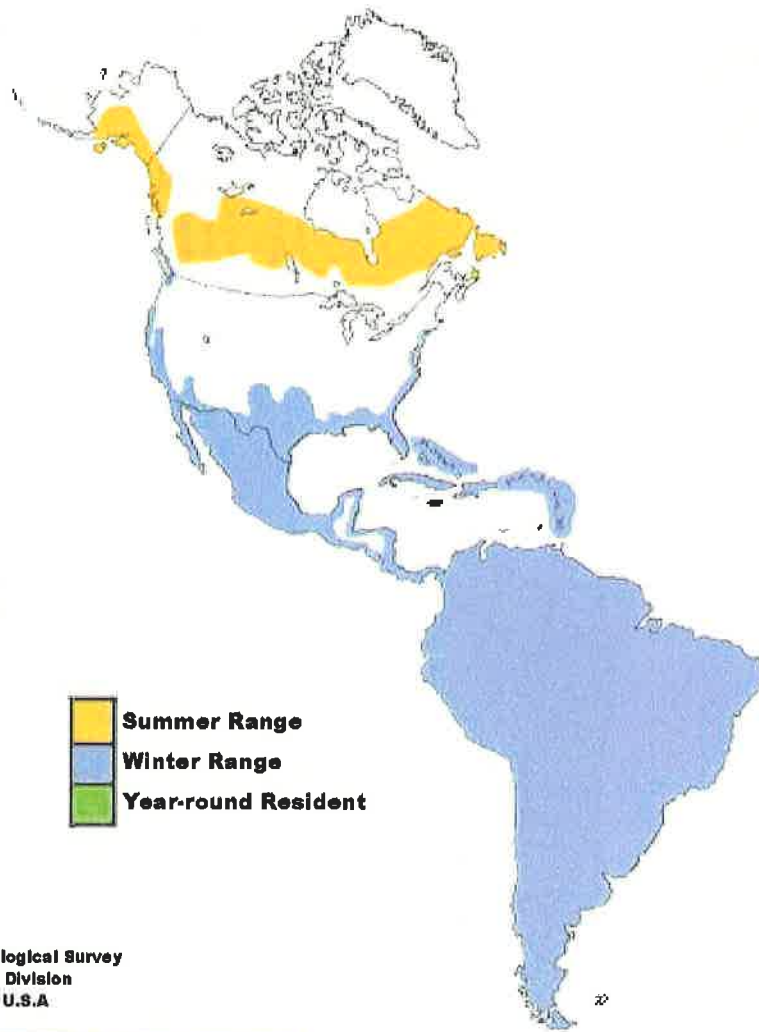 Summer Range
Winter Range
Year-round Resident
logical Survey
Division
U.S.A